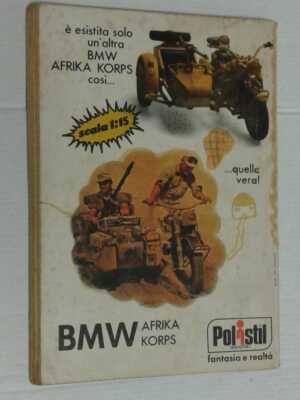 è esistita solo
un'altra
BMW
AFRIKA KORPS
così...
scala 1:15
...quella
vera!
BMW AFRIKA
KORPS
Polistil
fantasia e realtà